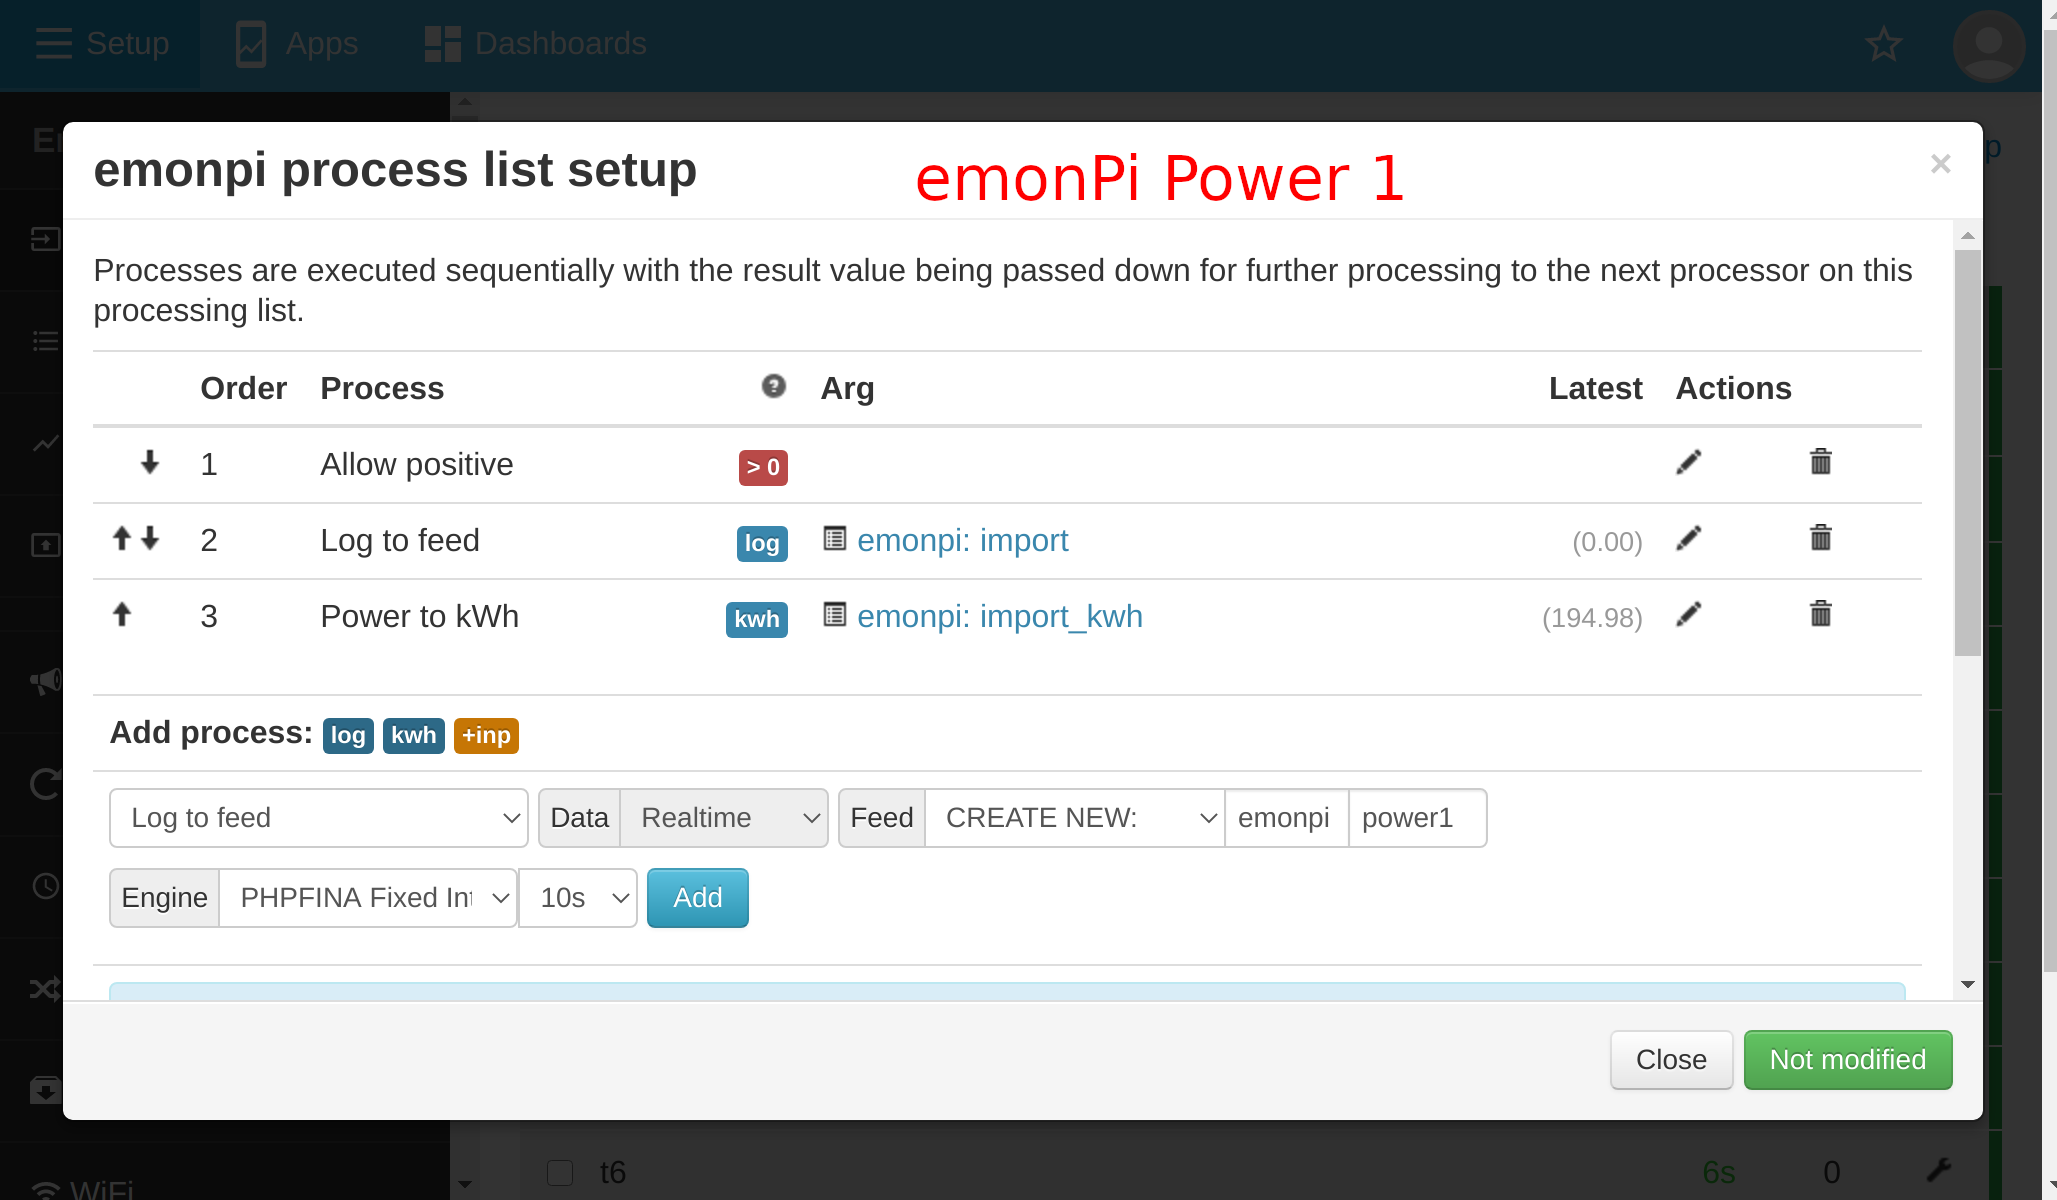 Setup Apps Dashboards
emonpi process list setup
emonPi Power 1
×
Processes are executed sequentially with the result value being passed down for further processing to the next processor on this
processing list.
Order Process ? Arg Latest Actions
1 Allow positive > 0
2 Log to feed log emonpi: import (0.00)
3 Power to kWh kwh emonpi: import_kwh (194.98)
Add process: log kwh +inp
Log to feed Data Realtime Feed CREATE NEW: emonpi power1
Engine PHPFINA Fixed Int 10s Add
Close Not modified
t6 6s 0
WiFi